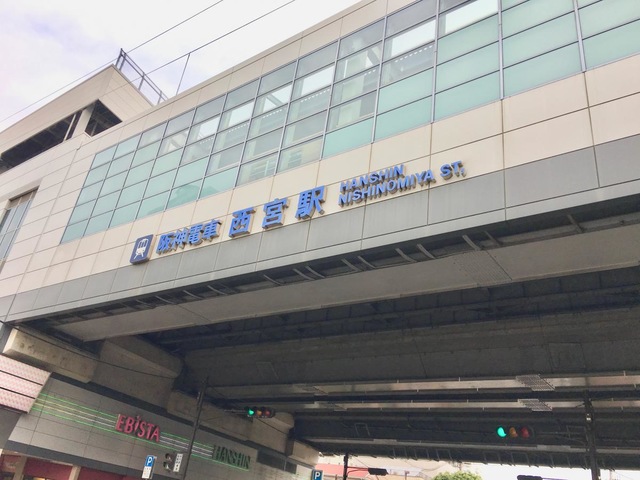 阪神電車 西宮駅 HANSHIN
NISHINOMIYA ST.
EBISTA
HANSHIN
P